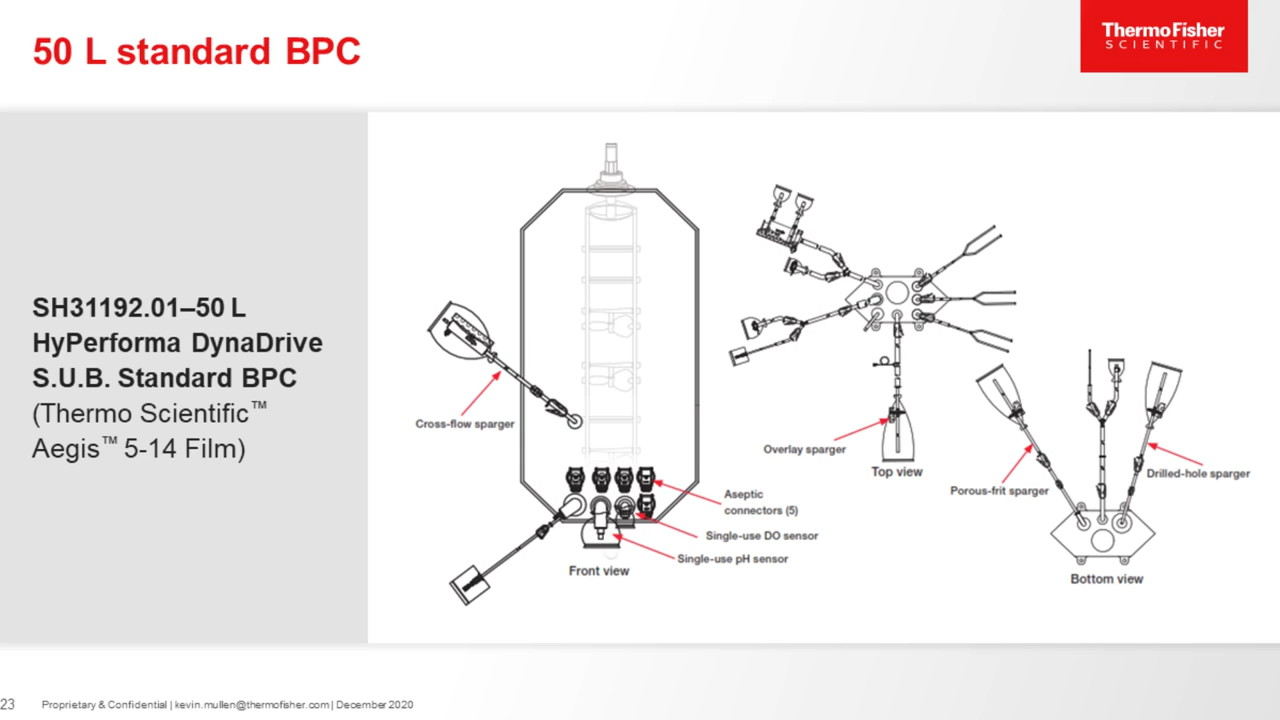 50 L standard BPC
ThermoFisher
SCIENTIFIC
SH31192.01–50 L
HyPerforma DynaDrive
S.U.B. Standard BPC
(Thermo Scientific™
Aegis™ 5-14 Film)
Cross-flow sparger
Aseptic
connectors (5)
Single-use DO sensor
Single-use pH sensor
Front view
Overlay sparger
Top view
Porous-frit sparger
Drilled-hole sparger
Bottom view
23
Proprietary & Confidential | kevin.mullen@thermofisher.com | December 2020